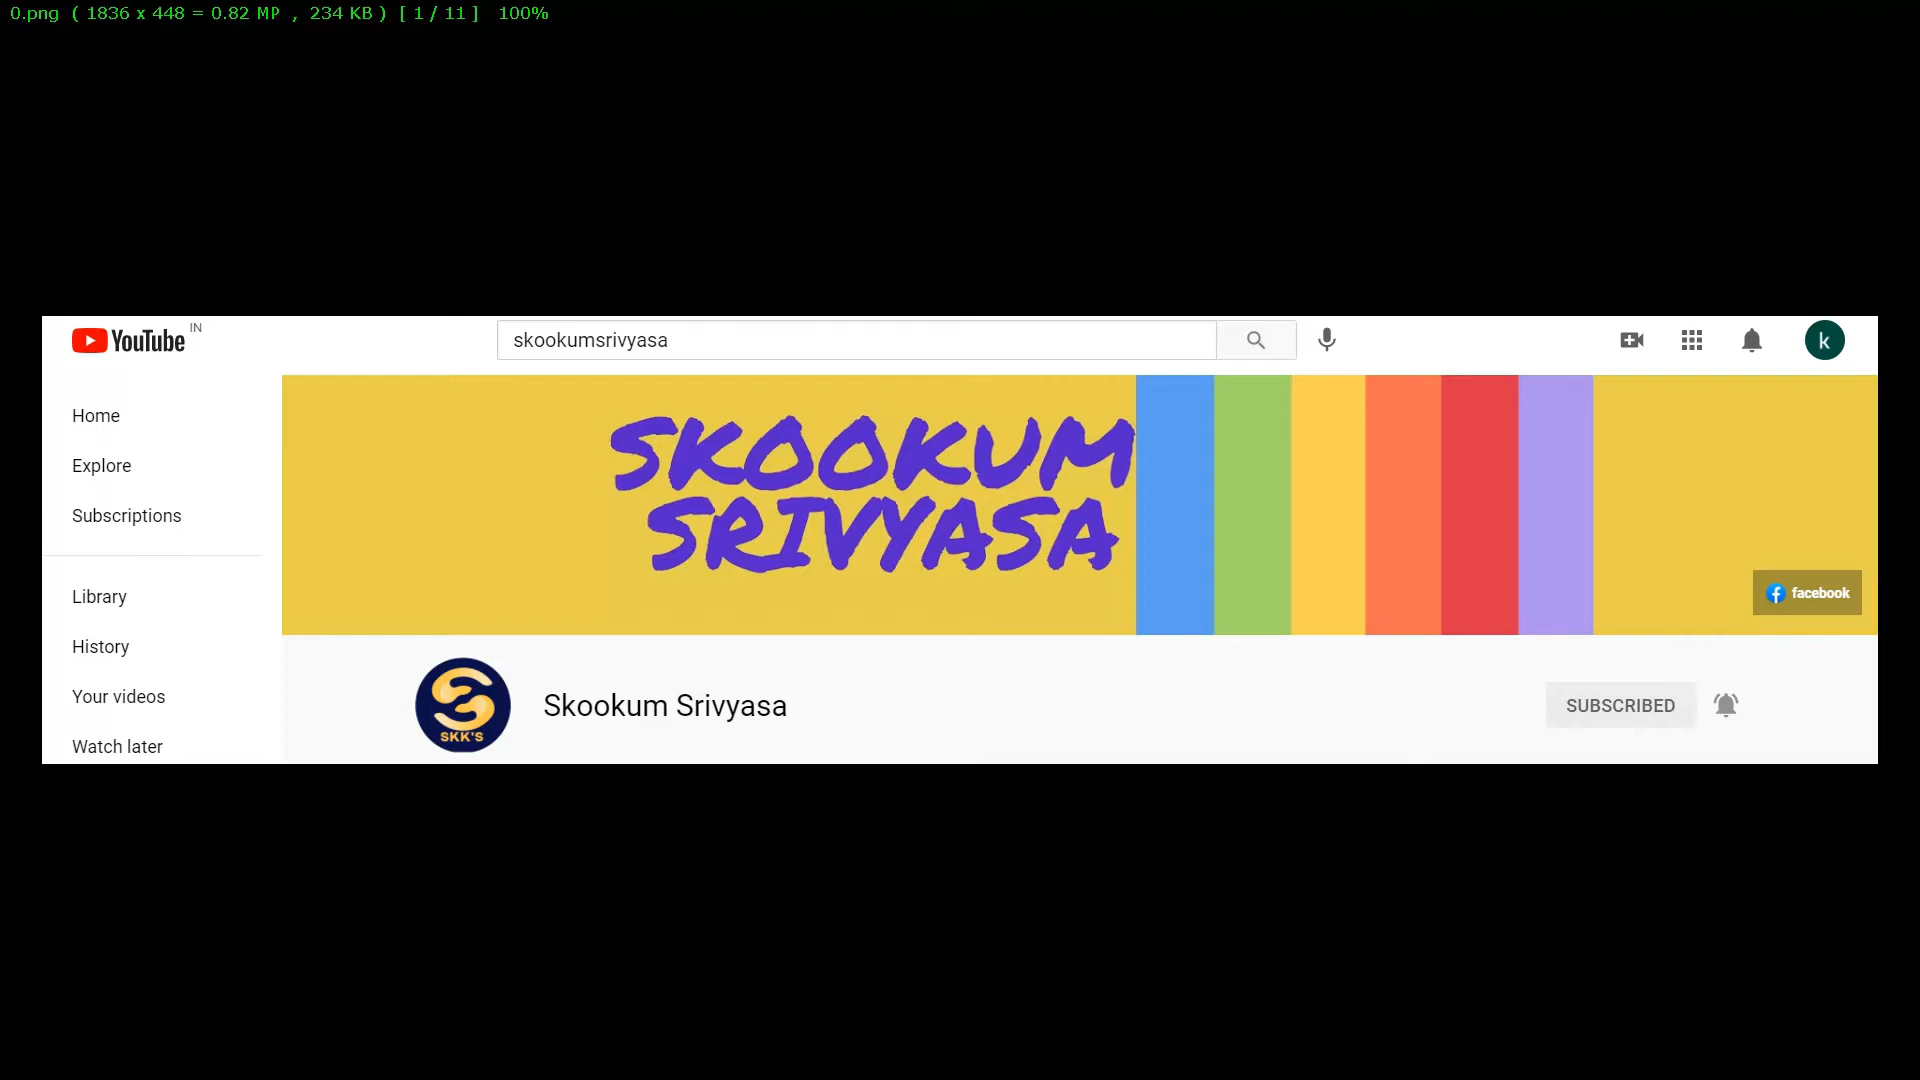 0.png ( 1836 x 448 = 0.82 MP , 234 KB ) [ 1 / 11 ] 100%
YouTube IN
skookumsrivyasa
k
Home
Explore
Subscriptions
Library
History
Your videos
Watch later
SKOOKUM
SRIVYASA
facebook
SKK'S
Skookum Srivyasa
SUBSCRIBED